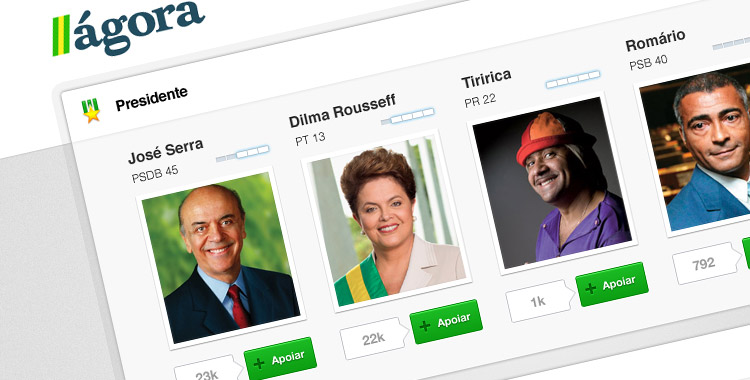 ágora
Presidente
José Serra
PSDB 45
23k
Apoiar
Dilma Rousseff
PT 13
22k
Apoiar
Tiririca
PR 22
1k
Apoiar
Romário
PSB 40
792